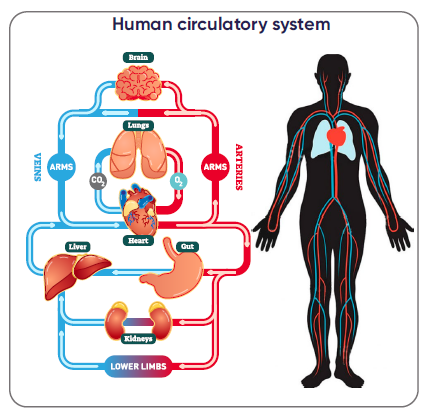 Human circulatory system
Brain
Lungs
VEINS
ARMS
CO2
O2
ARMS
ARTERIES
Heart
Liver
Gut
Kidneys
LOWER LIMBS